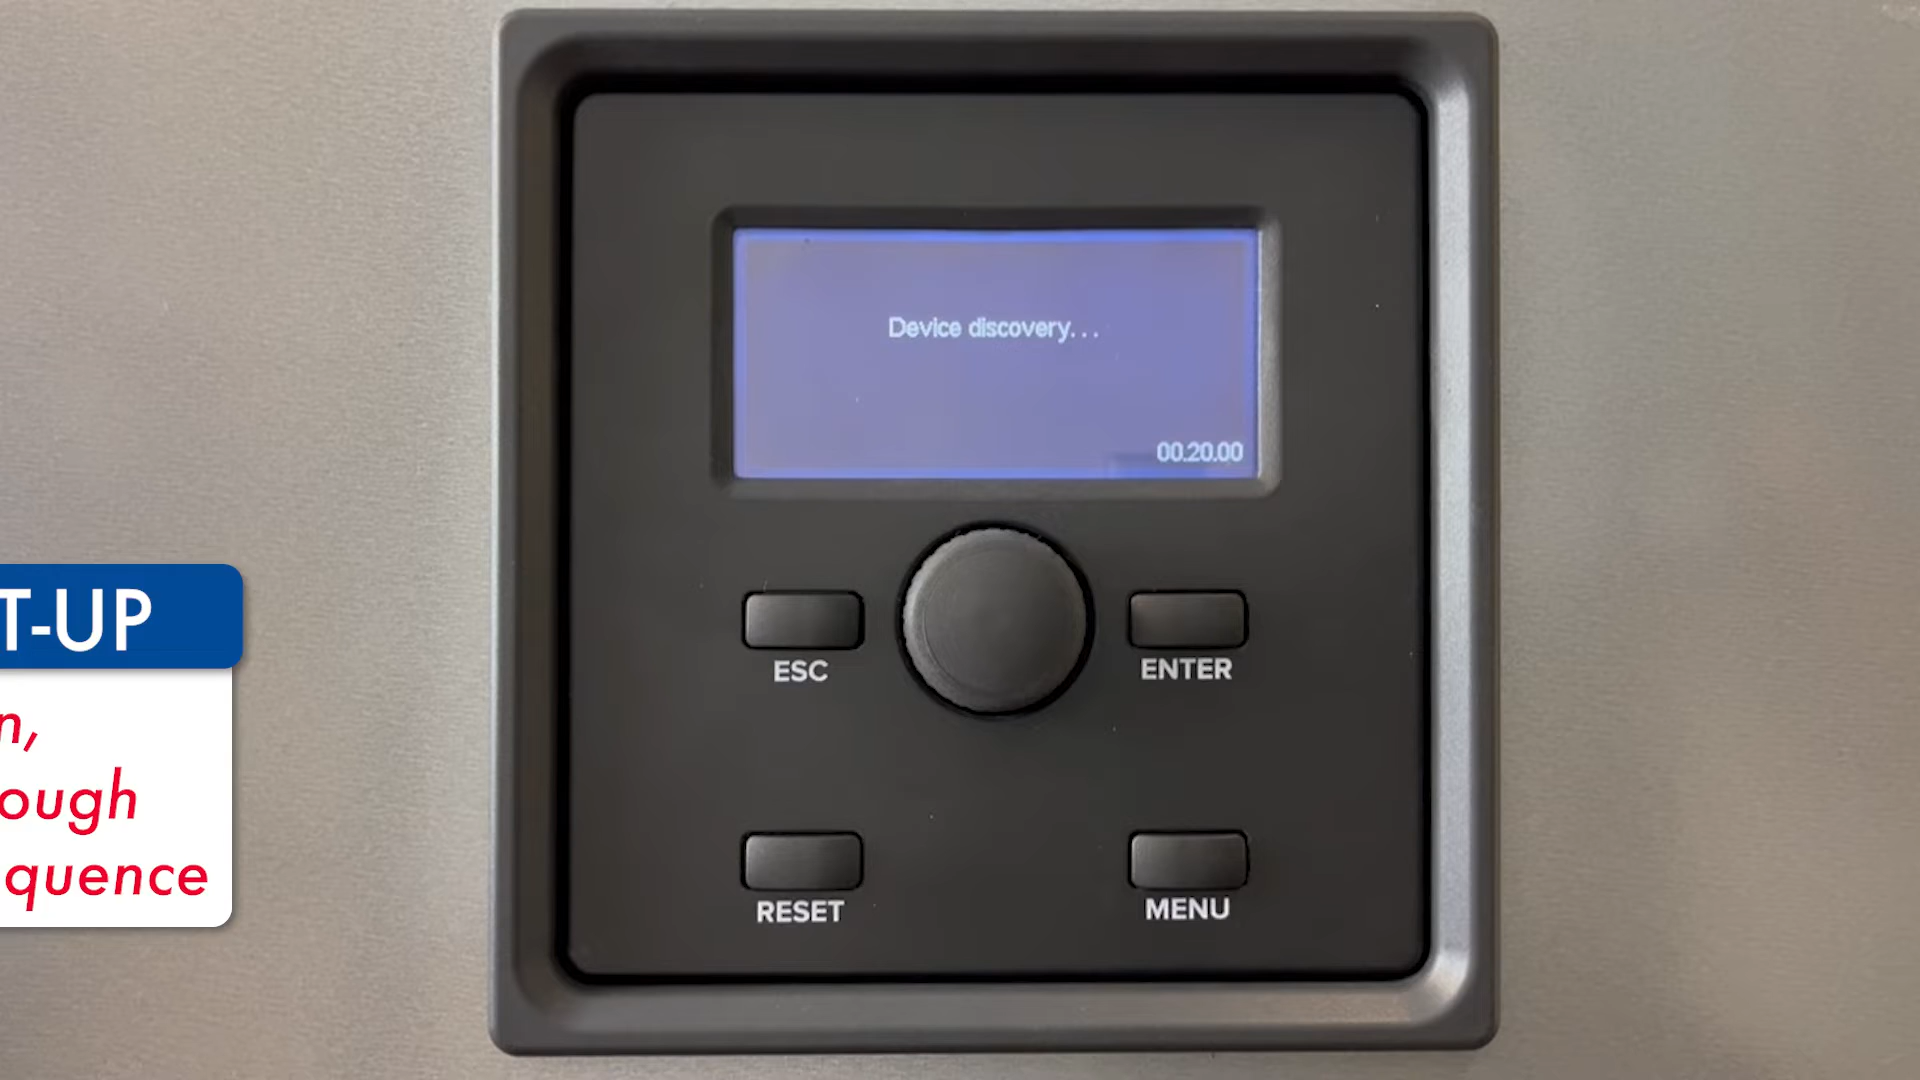 Device discovery...
00.20.00
ESC
ENTER
RESET
MENU
T-UP
n,
ough
quence